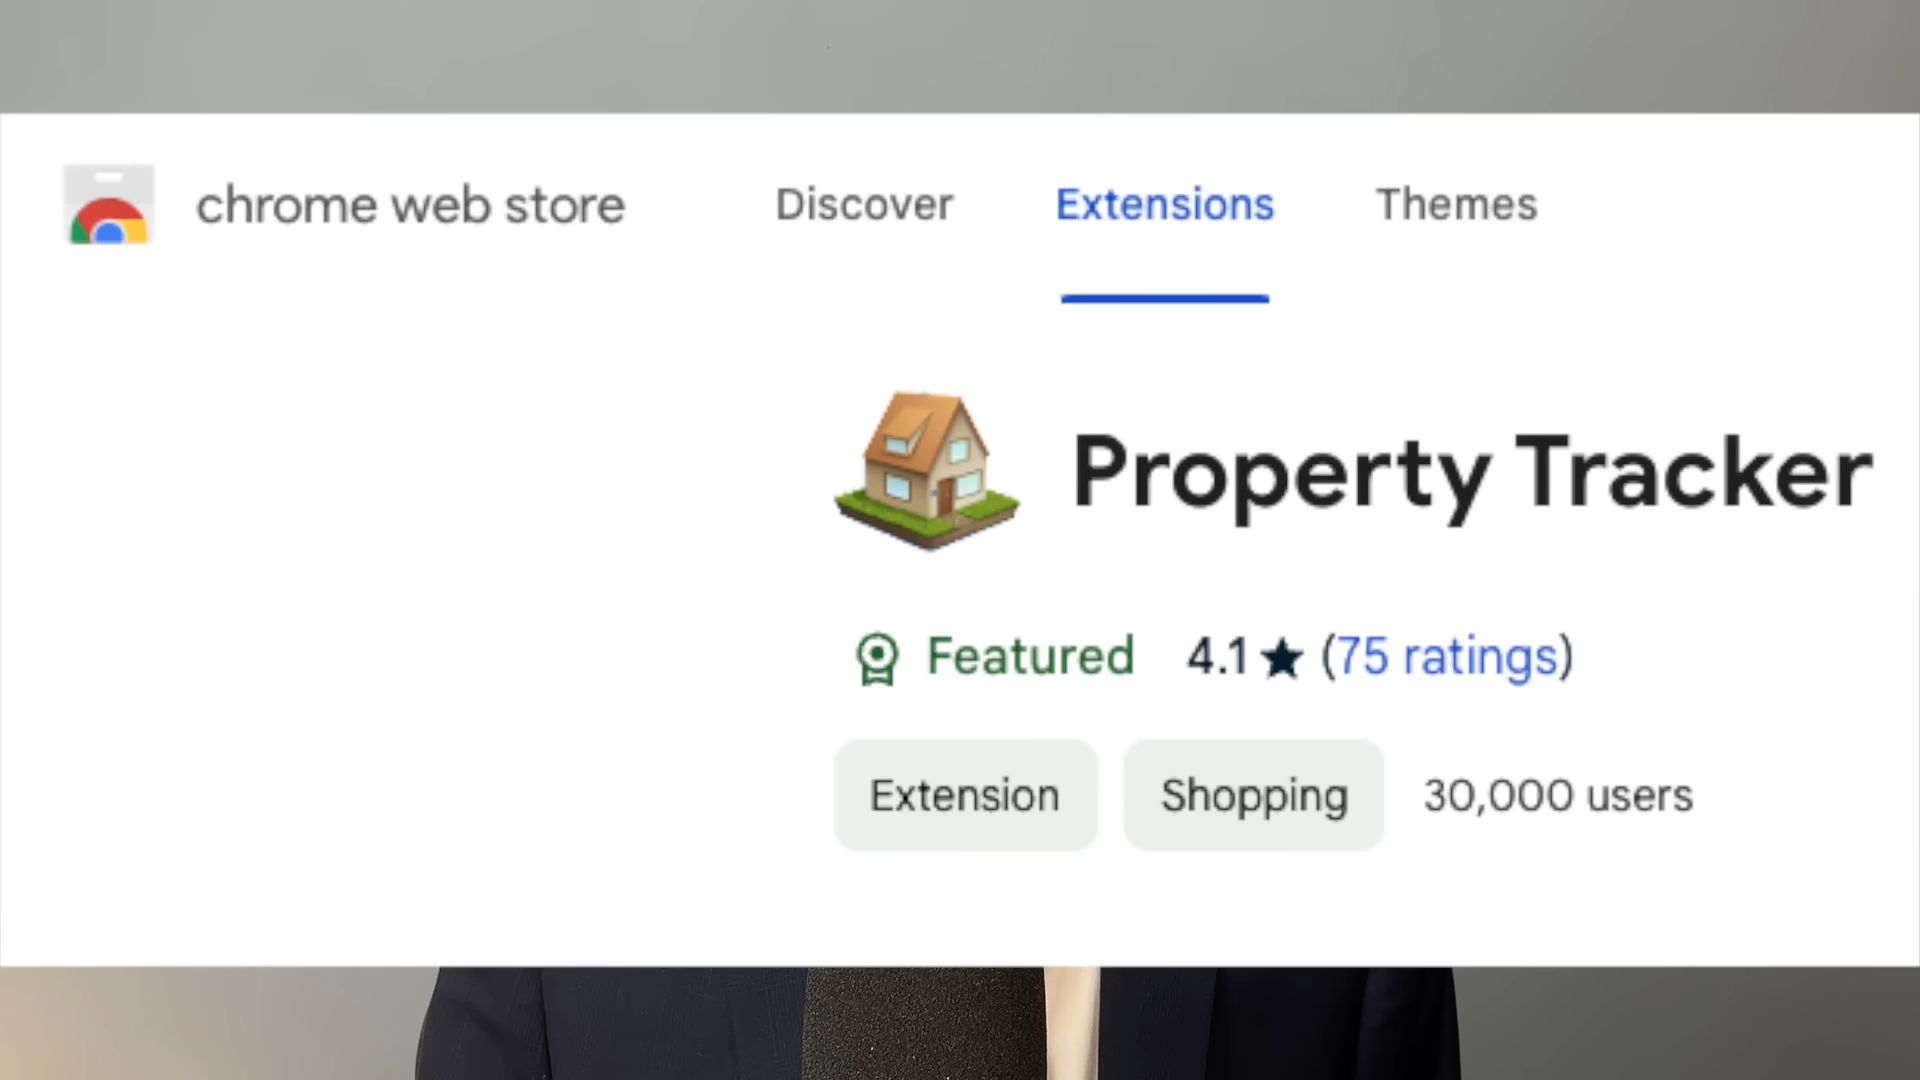 chrome web store Discover Extensions Themes
Property Tracker
Featured 4.1★ (75 ratings)
Extension Shopping 30,000 users